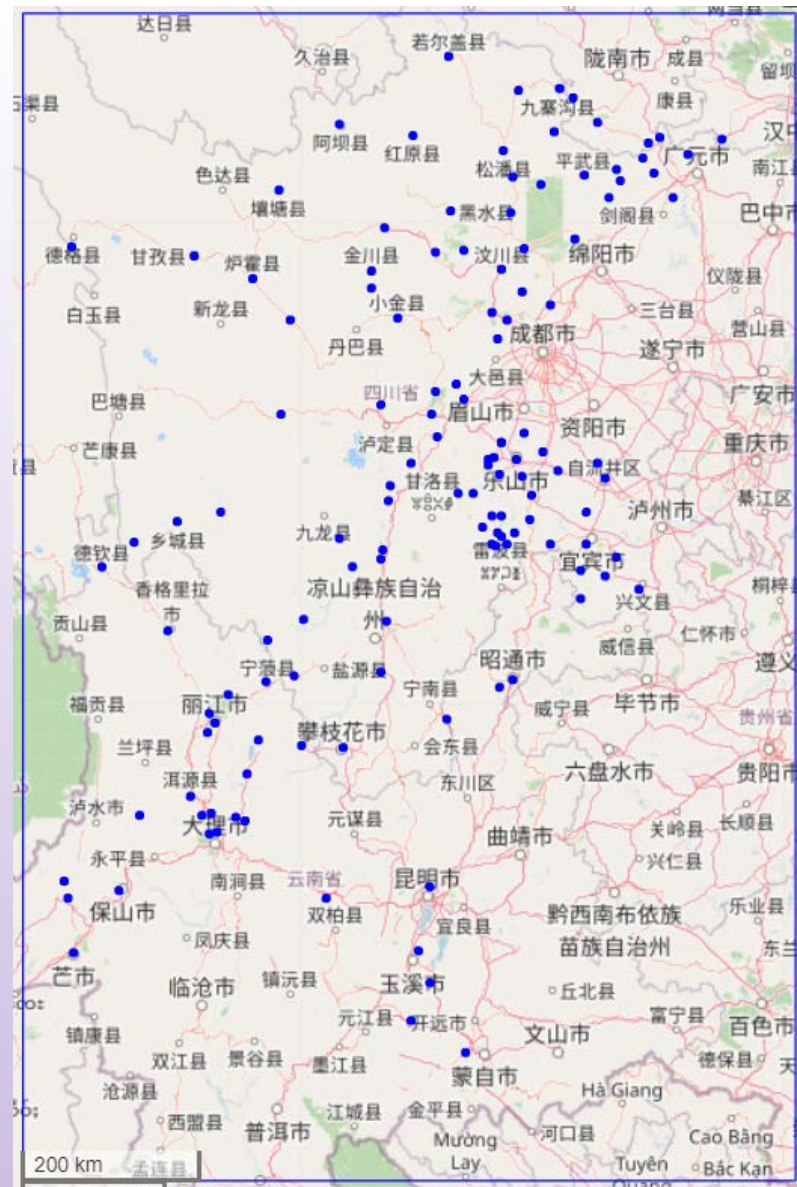 达日县
若尔盖县
久治县
陇南市
成县
留坝
康县
九寨沟县
石渠县
阿坝县
红原县
汉中
松潘县
平武县
广元市
南江县
色达县
壤塘县
黑水县
剑阁县
巴中市
德格县
甘孜县
炉霍县
金川县
汶川县
绵阳市
仪陇县
白玉县
新龙县
小金县
三台县
营山县
丹巴县
成都市
遂宁市
大邑县
四川省
广安市
巴塘县
眉山市
资阳市
芒康县
泸定县
重庆市
自流井区
甘洛县
乐山市
綦江区
泸州市
九龙县
乡城县
德钦县
雷波县
宜宾市
香格里拉
市
凉山彝族自治
州
兴文县
桐梓县
贡山县
威信县
仁怀市
遵义
宁蒗县
盐源县
昭通市
丽江市
宁南县
毕节市
福贡县
威宁县
贵州省
攀枝花市
会东县
兰坪县
六盘水市
贵阳市
洱源县
东川区
泸水市
大理市
元谋县
关岭县
长顺县
曲靖市
永平县
兴仁县
南涧县
云南省
昆明市
保山市
双柏县
宜良县
黔西南布依族
苗族自治州
乐业县
凤庆县
东兰
芒市
临沧市
镇沅县
玉溪市
丘北县
百色市
镇康县
元江县
开远市
富宁县
文山市
双江县
景谷县
墨江县
蒙自市
德保县
沧源县
Hà Giang
西盟县
普洱市
江城县
金平县
河口县
Cao Bằng
Mường
Lay
200 km
孟连县
Tuyên
Quang
Bắc Kạn